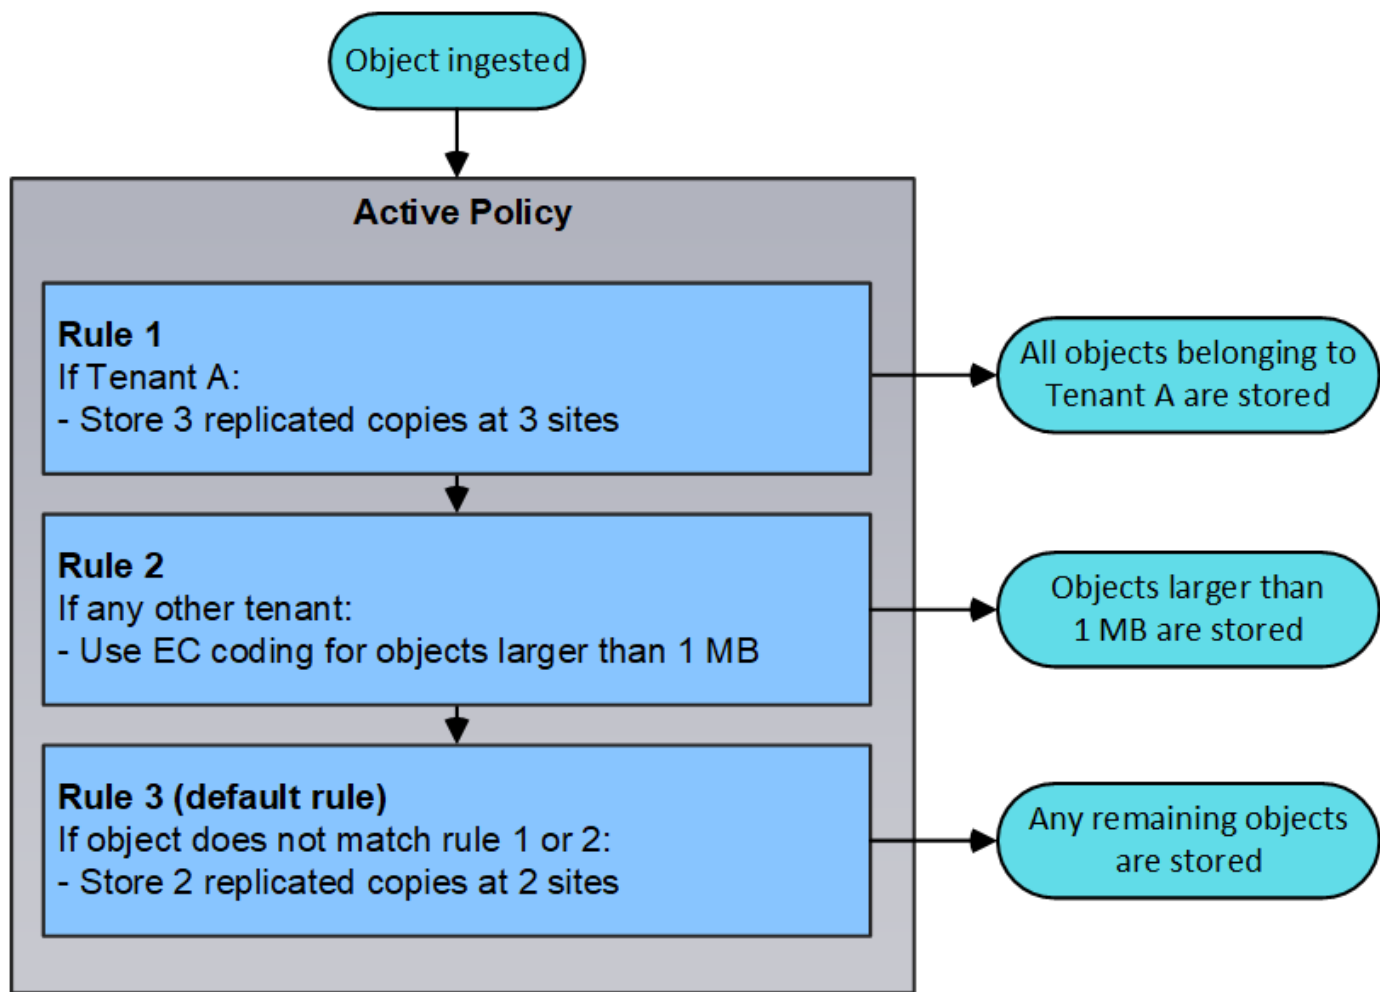 Object ingested
Active Policy
Rule 1
If Tenant A:
- Store 3 replicated copies at 3 sites
All objects belonging to
Tenant A are stored
Rule 2
If any other tenant:
- Use EC coding for objects larger than 1 MB
Objects larger than
1 MB are stored
Rule 3 (default rule)
If object does not match rule 1 or 2:
- Store 2 replicated copies at 2 sites
Any remaining objects
are stored